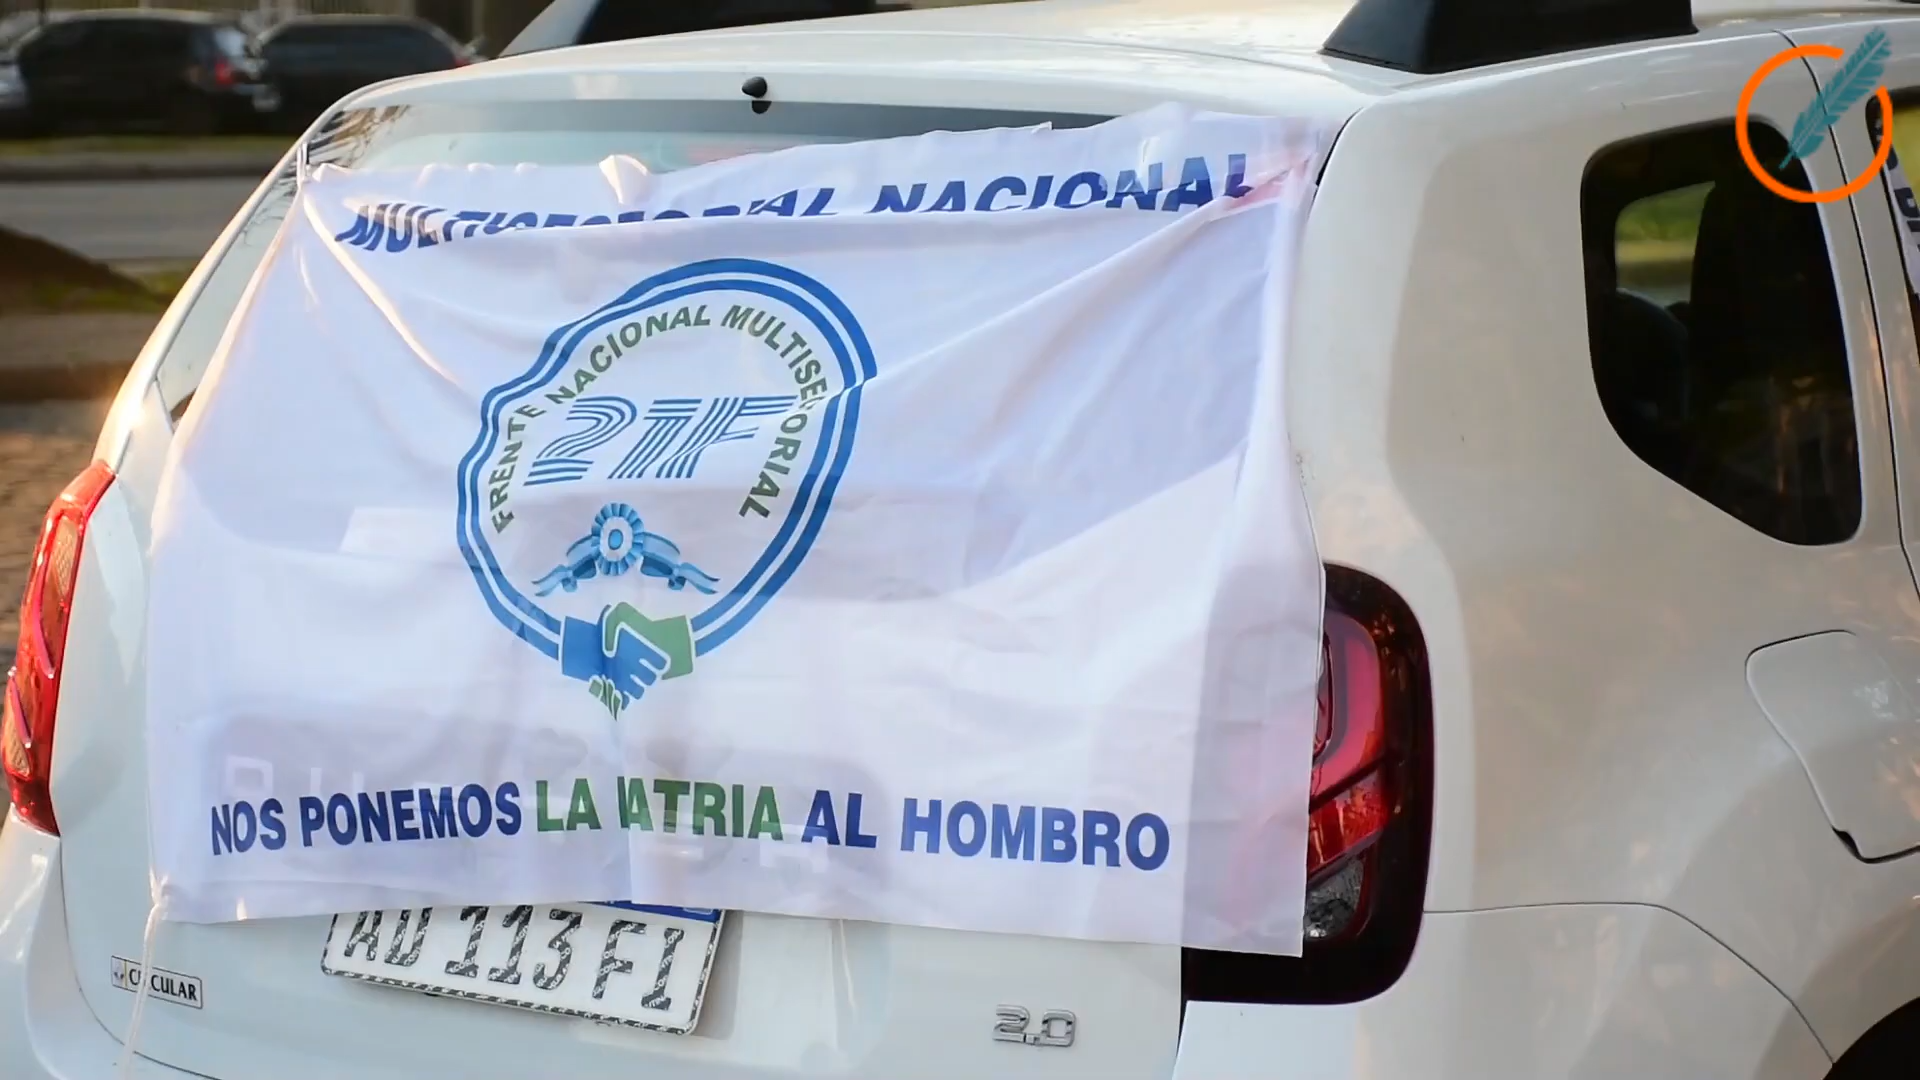 MULTISECTORIAL NACIONAL
FRENTE NACIONAL MULTISECTORIAL
21F
NOS PONEMOS LA PATRIA AL HOMBRO
AD 113 FI
CIRCULAR
2.0